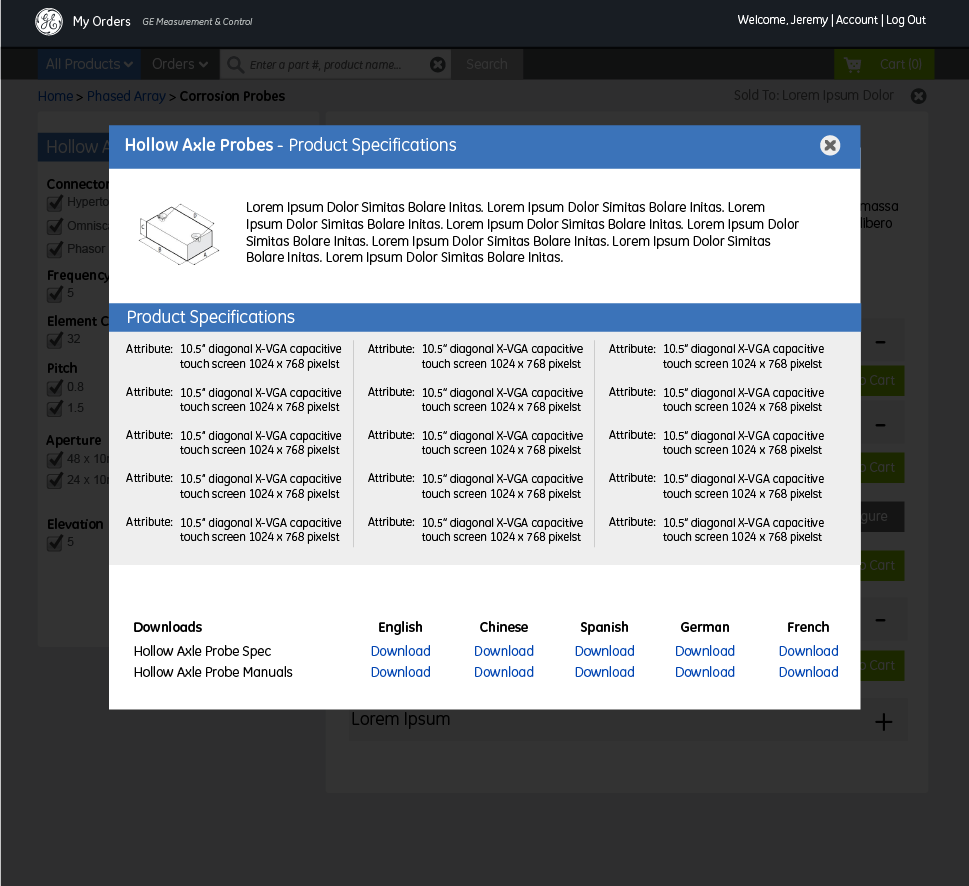 My Orders GE Measurement & Control Welcome, Jeremy | Account | Log Out
All Products Orders Enter a part #, product name... Search Cart (0)
Home > Phased Array > Corrosion Probes Sold To: Lorem Ipsum Dolor
Hollow Axle Probes - Product Specifications
Lorem Ipsum Dolor Simitas Bolare Initas. Lorem Ipsum Dolor Simitas Bolare Initas. Lorem
Ipsum Dolor Simitas Bolare Initas. Lorem Ipsum Dolor Simitas Bolare Initas. Lorem Ipsum Dolor
Simitas Bolare Initas. Lorem Ipsum Dolor Simitas Bolare Initas. Lorem Ipsum Dolor Simitas
Bolare Initas. Lorem Ipsum Dolor Simitas Bolare Initas.
Product Specifications
Attribute: 10.5" diagonal X-VGA capacitive Attribute: 10.5" diagonal X-VGA capacitive Attribute: 10.5" diagonal X-VGA capacitive
touch screen 1024 x 768 pixelst touch screen 1024 x 768 pixelst touch screen 1024 x 768 pixelst
Attribute: 10.5" diagonal X-VGA capacitive Attribute: 10.5" diagonal X-VGA capacitive Attribute: 10.5" diagonal X-VGA capacitive
touch screen 1024 x 768 pixelst touch screen 1024 x 768 pixelst touch screen 1024 x 768 pixelst
Attribute: 10.5" diagonal X-VGA capacitive Attribute: 10.5" diagonal X-VGA capacitive Attribute: 10.5" diagonal X-VGA capacitive
touch screen 1024 x 768 pixelst touch screen 1024 x 768 pixelst touch screen 1024 x 768 pixelst
Attribute: 10.5" diagonal X-VGA capacitive Attribute: 10.5" diagonal X-VGA capacitive Attribute: 10.5" diagonal X-VGA capacitive
touch screen 1024 x 768 pixelst touch screen 1024 x 768 pixelst touch screen 1024 x 768 pixelst
Attribute: 10.5" diagonal X-VGA capacitive Attribute: 10.5" diagonal X-VGA capacitive Attribute: 10.5" diagonal X-VGA capacitive
touch screen 1024 x 768 pixelst touch screen 1024 x 768 pixelst touch screen 1024 x 768 pixelst
Downloads English Chinese Spanish German French
Hollow Axle Probe Spec Download Download Download Download Download
Hollow Axle Probe Manuals Download Download Download Download Download
Hollow A
Connector
Hyperto
Omnisc
Phasor
Frequency
5
Element C
32
Pitch
0.8
1.5
Aperture
48 x 10
24 x 10
Elevation
5
massa
libero
Cart
Cart
gure
Cart
Cart
Lorem Ipsum